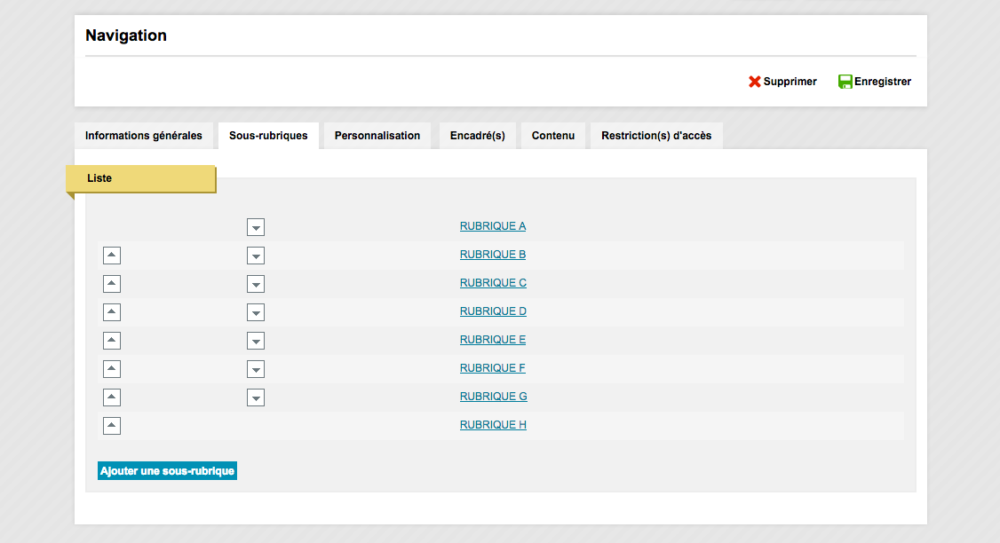 Navigation
Supprimer Enregistrer
Informations générales Sous-rubriques Personnalisation Encadré(s) Contenu Restriction(s) d'accès
Liste
RUBRIQUE A
RUBRIQUE B
RUBRIQUE C
RUBRIQUE D
RUBRIQUE E
RUBRIQUE F
RUBRIQUE G
RUBRIQUE H
Ajouter une sous-rubrique